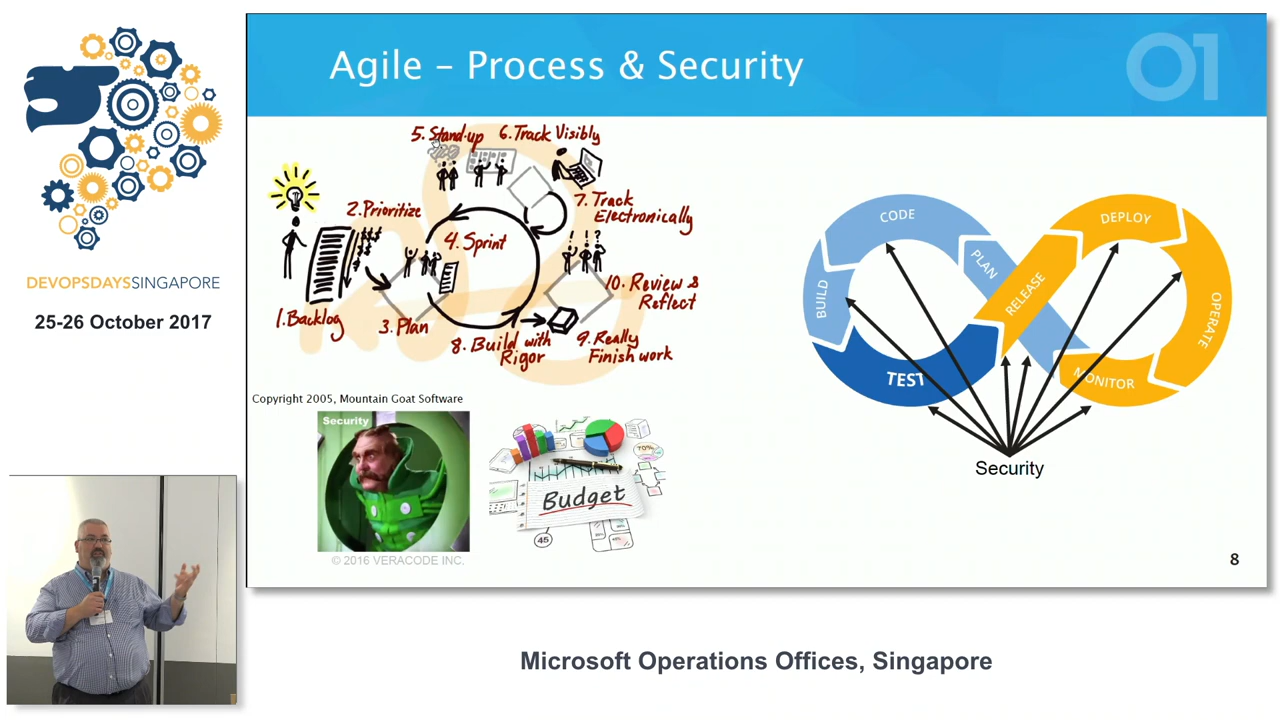 DEVOPSDAYSSINGAPORE
25-26 October 2017
Agile – Process & Security
01
5. Stand-up
6. Track Visibly
2. Prioritize
7. Track
Electronically
4. Sprint
10. Review &
Reflect
1. Backlog
3. Plan
8. Build with
Rigor
9. Really
Finish work
Copyright 2005, Mountain Goat Software
Security
Budget
70%
45
© 2016 VERACODE INC.
CODE
PLAN
BUILD
TEST
RELEASE
DEPLOY
OPERATE
MONITOR
Security
8
Microsoft Operations Offices, Singapore